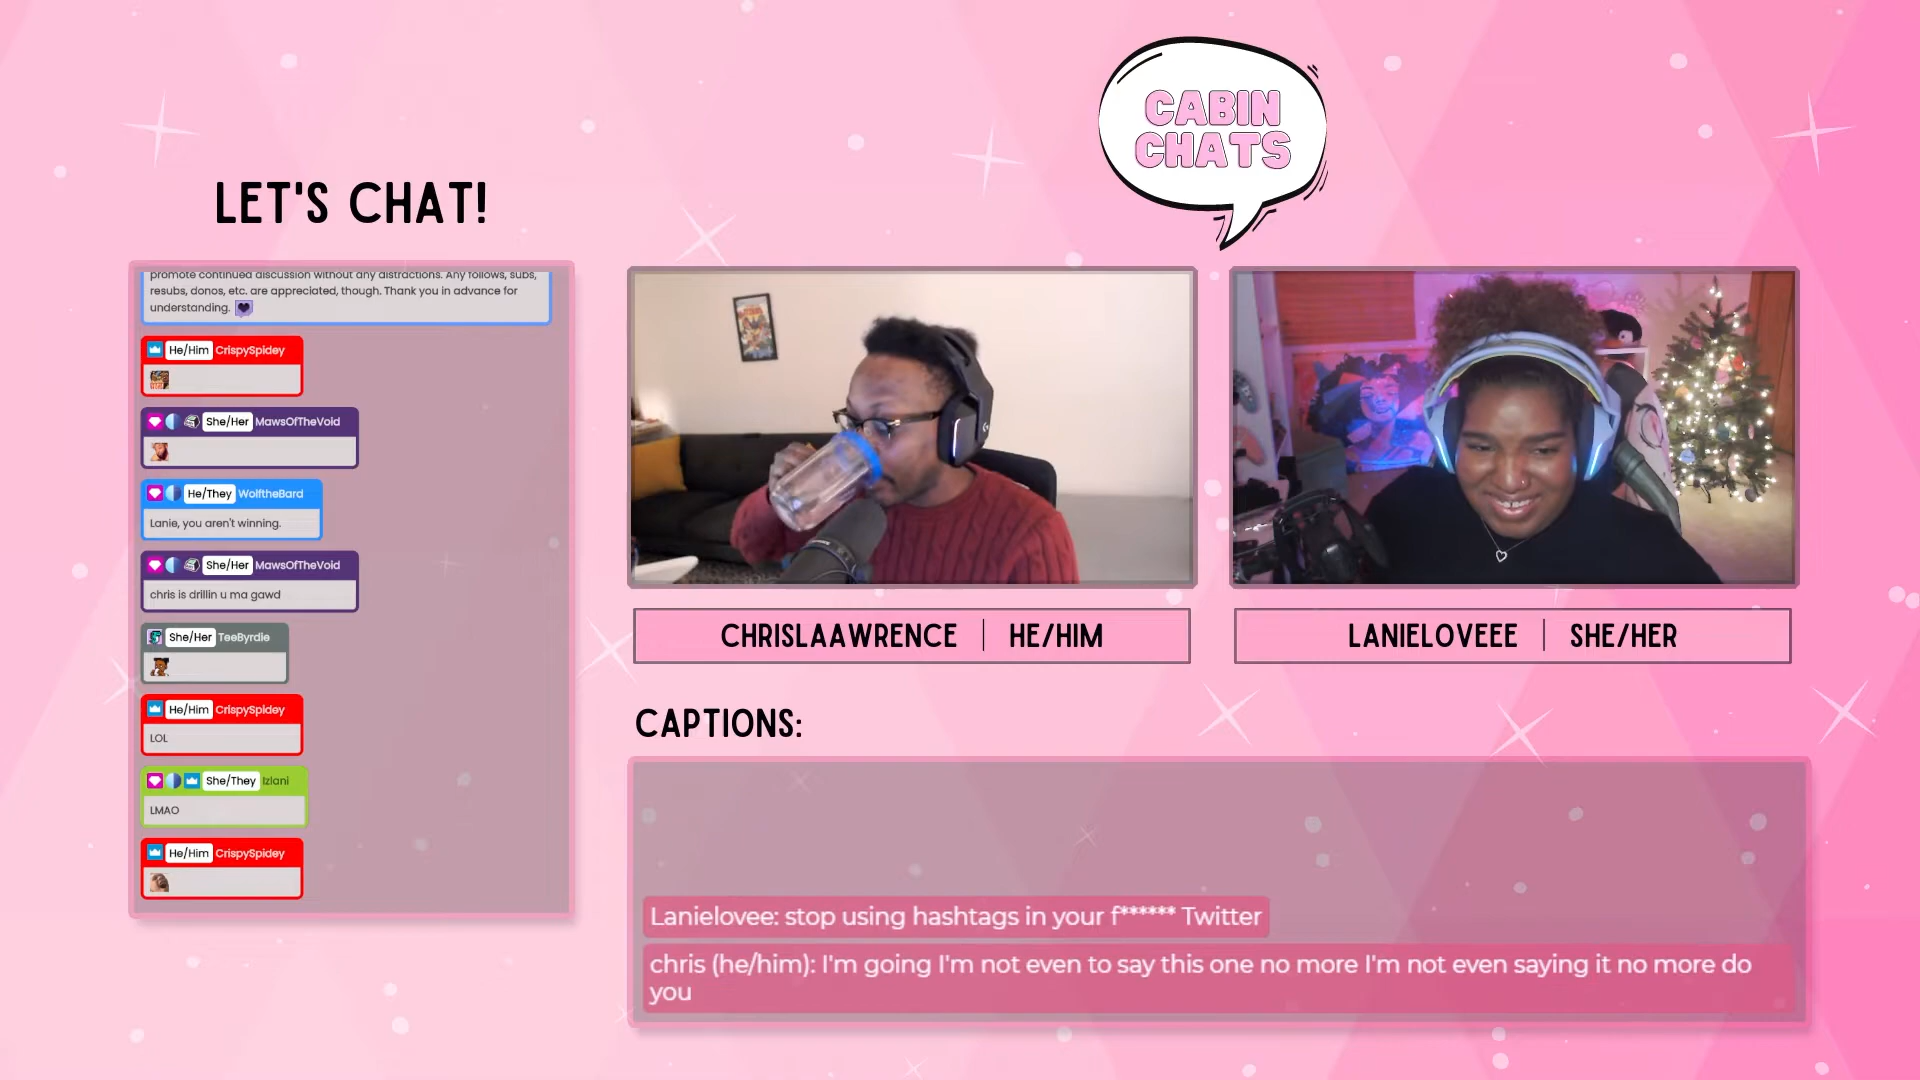 CABIN
CHATS
LET'S CHAT!
promote continued discussion without any distractions. Any follows, subs,
resubs, donos, etc. are appreciated, though. Thank you in advance for
understanding.
He/Him CrispySpidey
She/Her MawsOfTheVoid
He/They WolftheBard
Lanie, you aren't winning.
She/Her MawsOfTheVoid
chris is drillin u ma gawd
She/Her TeeByrdie
He/Him CrispySpidey
LOL
She/They Izlani
LMAO
He/Him CrispySpidey
CHRISLAAWRENCE | HE/HIM
LANIELOVEEE | SHE/HER
CAPTIONS:
Lanielovee: stop using hashtags in your f****** Twitter
chris (he/him): I'm going I'm not even to say this one no more I'm not even saying it no more do
you